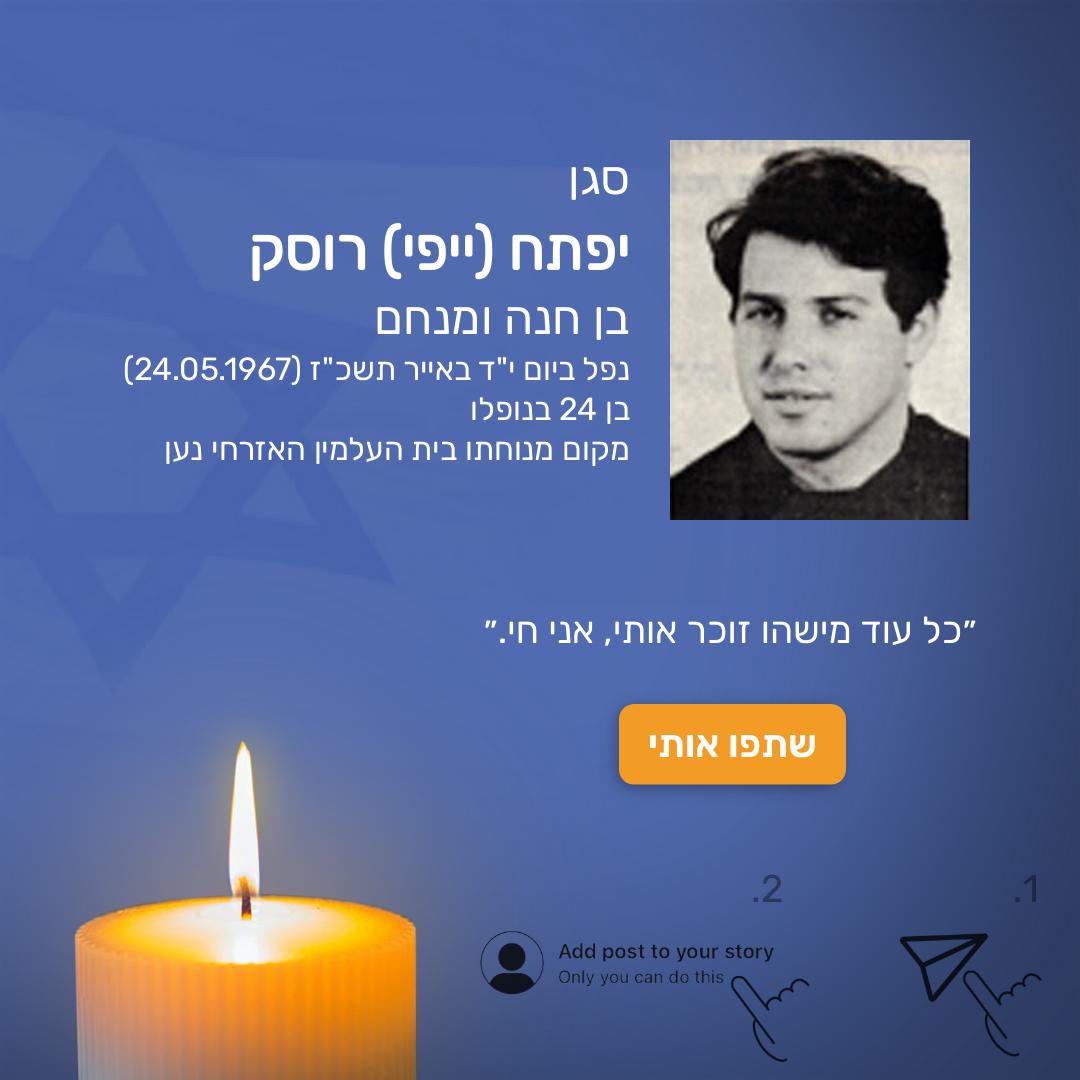 סגן
יפתח (ייפי) רוסק
בן חנה ומנחם
נפל ביום י"ד באייר תשכ"ז (24.05.1967)
בן 24 בנופלו
מקום מנוחתו בית העלמין האזרחי נען
״כל עוד מישהו זוכר אותי, אני חי.״
שתפו אותי
1.
2.
Add post to your story
Only you can do this